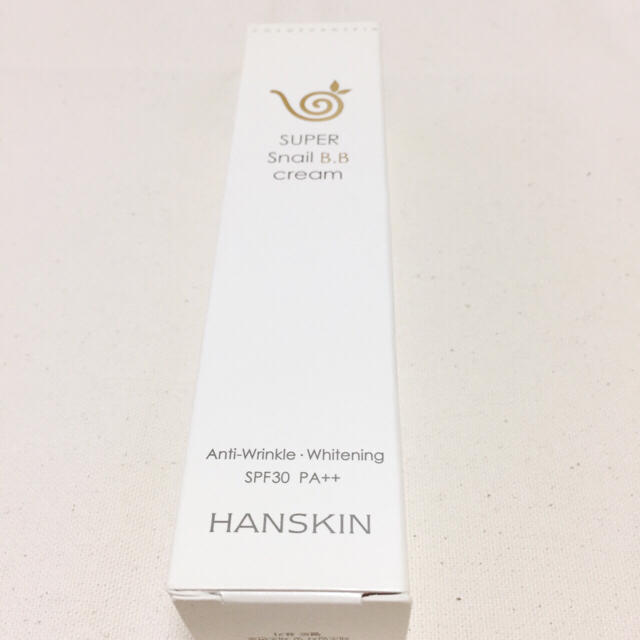 SUPER
Snail B.B
cream
Anti-Wrinkle · Whitening
SPF30 PA++
HANSKIN